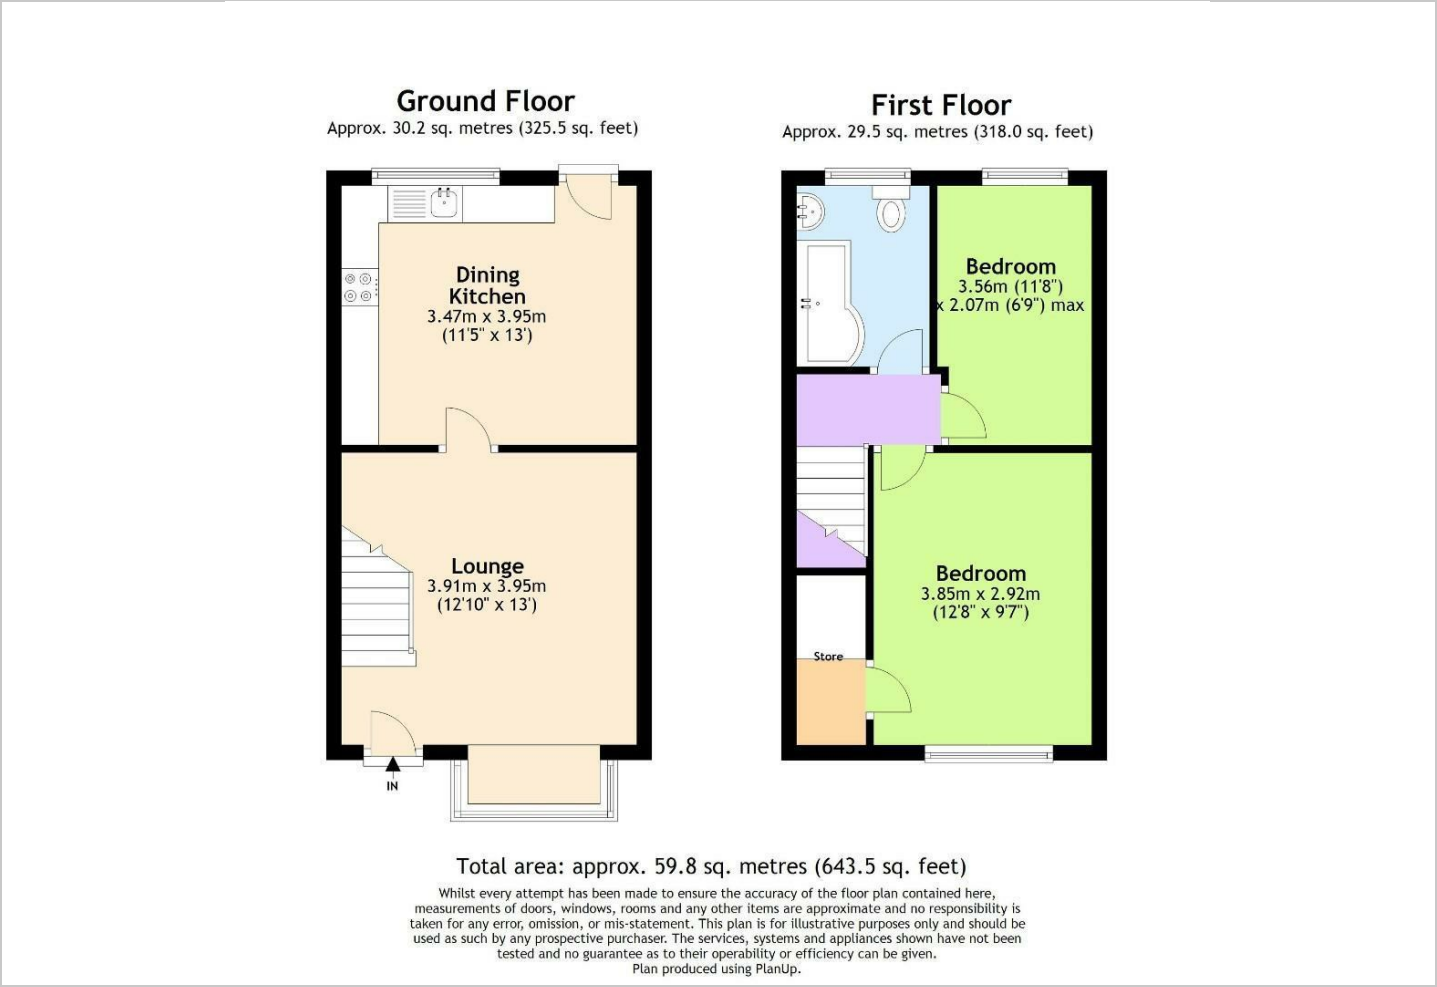 Ground Floor
Approx. 30.2 sq. metres (325.5 sq. feet)
Dining
Kitchen
3.47m x 3.95m
(11'5" x 13')
Lounge
3.91m x 3.95m
(12'10" x 13')
IN
First Floor
Approx. 29.5 sq. metres (318.0 sq. feet)
Bedroom
3.56m (11'8")
x 2.07m (6'9") max
Bedroom
3.85m x 2.92m
(12'8" x 9'7")
Store
Total area: approx. 59.8 sq. metres (643.5 sq. feet)
Whilst every attempt has been made to ensure the accuracy of the floor plan contained here,
measurements of doors, windows, rooms and any other items are approximate and no responsibility is
taken for any error, omission, or mis-statement. This plan is for illustrative purposes only and should be
used as such by any prospective purchaser. The services, systems and appliances shown have not been
tested and no guarantee as to their operability or efficiency can be given.
Plan produced using PlanUp.